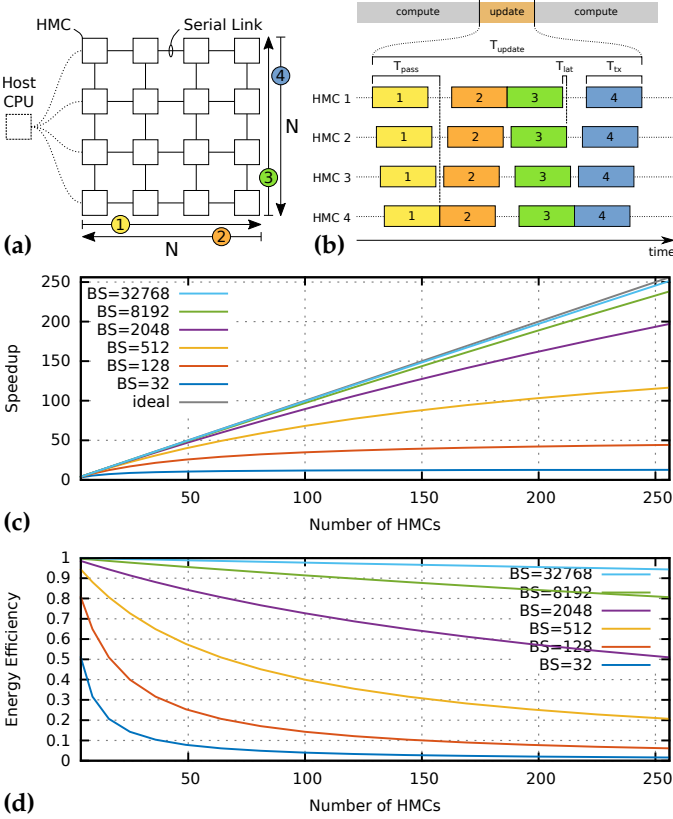 HMC
Serial Link
Host
CPU
4
N
3
1
2
N
(a)
compute update compute
T_update
T_pass T_lat T_tx
HMC 1 1 2 3 4
HMC 2 1 2 3 4
HMC 3 1 2 3 4
HMC 4 1 2 3 4
time
(b)
250
200
150
100
50
0
Speedup
BS=32768
BS=8192
BS=2048
BS=512
BS=128
BS=32
ideal
50 100 150 200 250
Number of HMCs
(c)
1
0.9
0.8
0.7
0.6
0.5
0.4
0.3
0.2
0.1
0
Energy Efficiency
BS=32768
BS=8192
BS=2048
BS=512
BS=128
BS=32
50 100 150 200 250
Number of HMCs
(d)